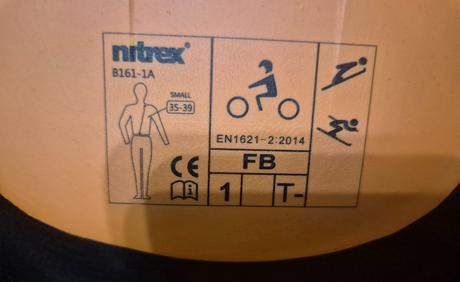 nitrex®
B161-1A
SMALL
35-39
CE
EN1621-2:2014
FB
1 T-